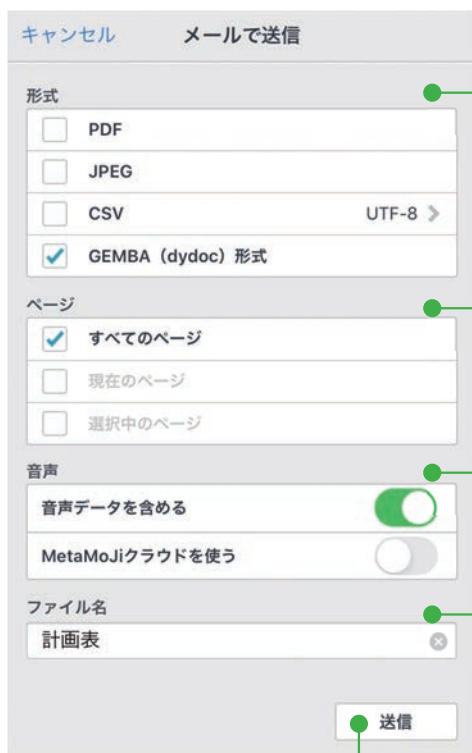 キャンセル メールで送信
形式
PDF
JPEG
CSV UTF-8
GEMBA（dydoc）形式
ページ
すべてのページ
現在のページ
選択中のページ
音声
音声データを含める
MetaMoJiクラウドを使う
ファイル名
計画表
送信